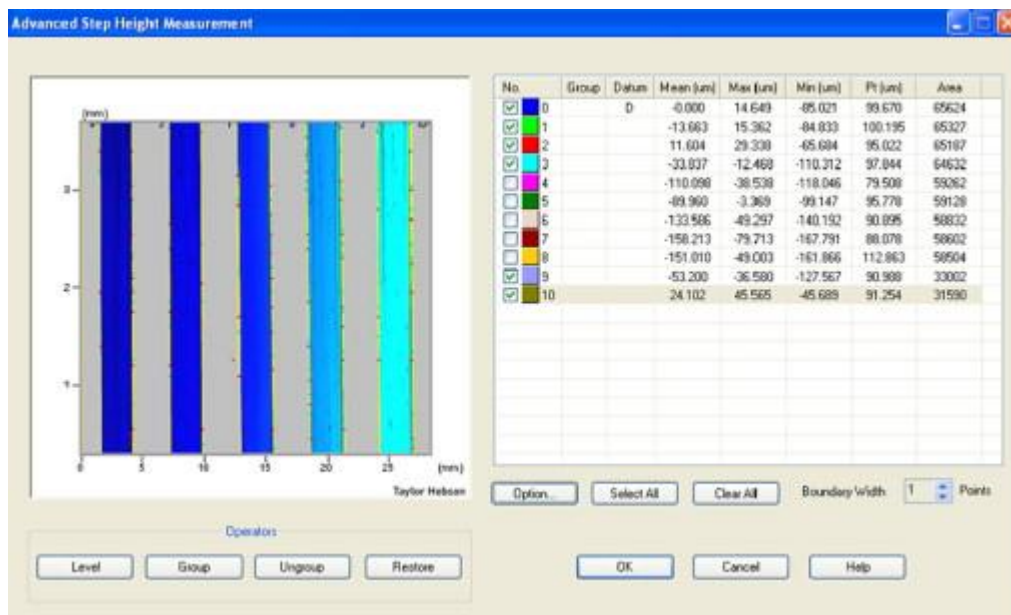 Advanced Step Height Measurement
(mm)
3
2
1
0 5 10 15 20 25 (mm)
Taylor Hobson
No. Group Datum Mean (um) Max (um) Min (um) Pt (um) Area
0 D -0.000 14.649 -85.021 99.670 65624
1 -13.663 15.362 -84.833 100.195 65327
2 11.604 29.338 -65.684 95.022 65187
3 -33.837 -12.468 -110.312 97.844 64632
4 -110.098 -38.538 -118.046 79.508 59262
5 -89.960 -3.369 -99.147 95.778 59128
6 -133.586 -49.297 -140.192 90.895 58832
7 -158.213 -79.713 -167.791 88.078 58602
8 -151.010 -49.003 -161.866 112.863 58504
9 -53.200 -36.580 -127.567 90.988 33002
10 24.102 45.565 -45.689 91.254 31590
Option... Select All Clear All Boundary Width 1 Points
Operators
Level Group Ungroup Restore
OK Cancel Help